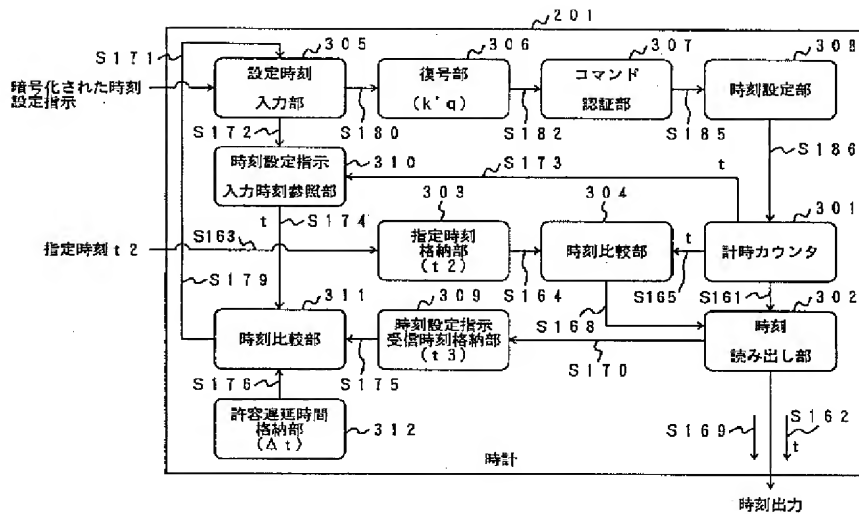 201
S171
305
306
307
308
暗号化された時刻
設定指示
設定時刻
入力部
復号部
(k'q)
コマンド
認証部
時刻設定部
S172
S180
S182
S185
S186
310
S173
t
時刻設定指示
入力時刻参照部
303
304
301
t
S174
指定時刻t2
S163
指定時刻
格納部
(t2)
時刻比較部
t
計時カウンタ
S179
S164
S165
S161
302
311
309
S168
時刻比較部
時刻設定指示
受信時刻格納部
(t3)
時刻
読み出し部
S176
S175
S170
許容遅延時間
格納部
(Δt)
312
S169
S162
t
時計
時刻出力